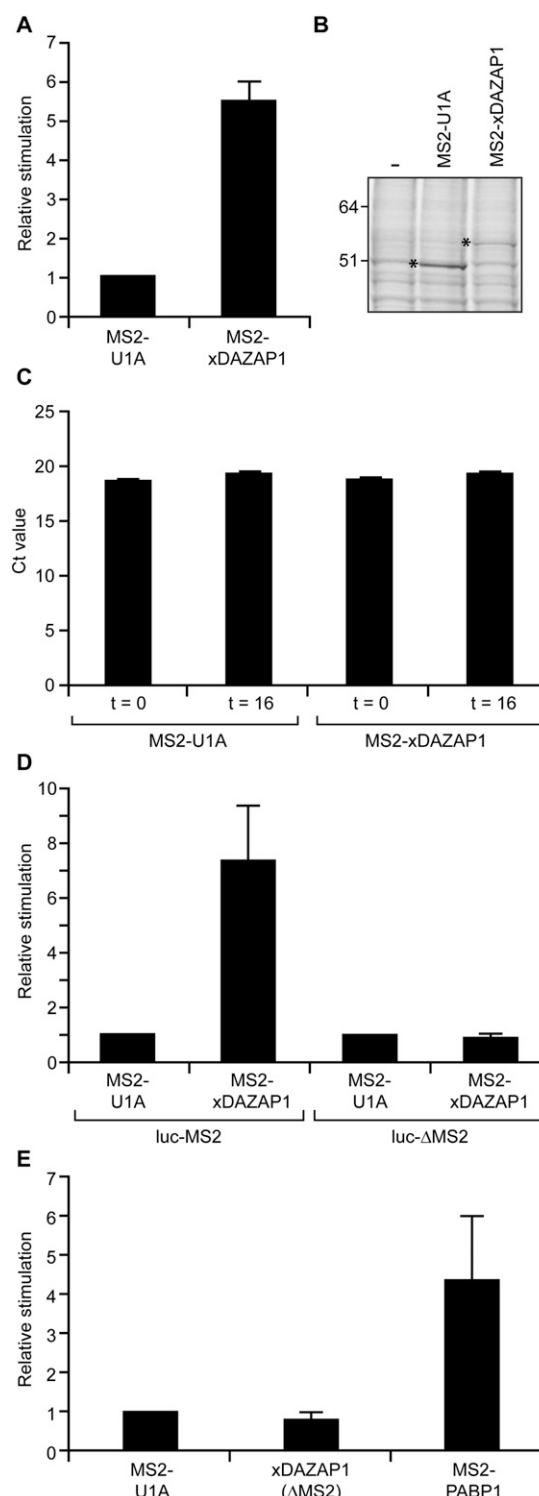 A
Relative stimulation
7
6
5
4
3
2
1
0
MS2-
U1A
MS2-
xDAZAP1
B
–
MS2-U1A
MS2-xDAZAP1
64
51
*
*
C
Ct value
25
20
15
10
5
0
t = 0
t = 16
t = 0
t = 16
MS2-U1A
MS2-xDAZAP1
D
Relative stimulation
10
8
6
4
2
0
MS2-
U1A
MS2-
xDAZAP1
MS2-
U1A
MS2-
xDAZAP1
luc-MS2
luc-ΔMS2
E
Relative stimulation
7
6
5
4
3
2
1
0
MS2-
U1A
xDAZAP1
(ΔMS2)
MS2-
PABP1